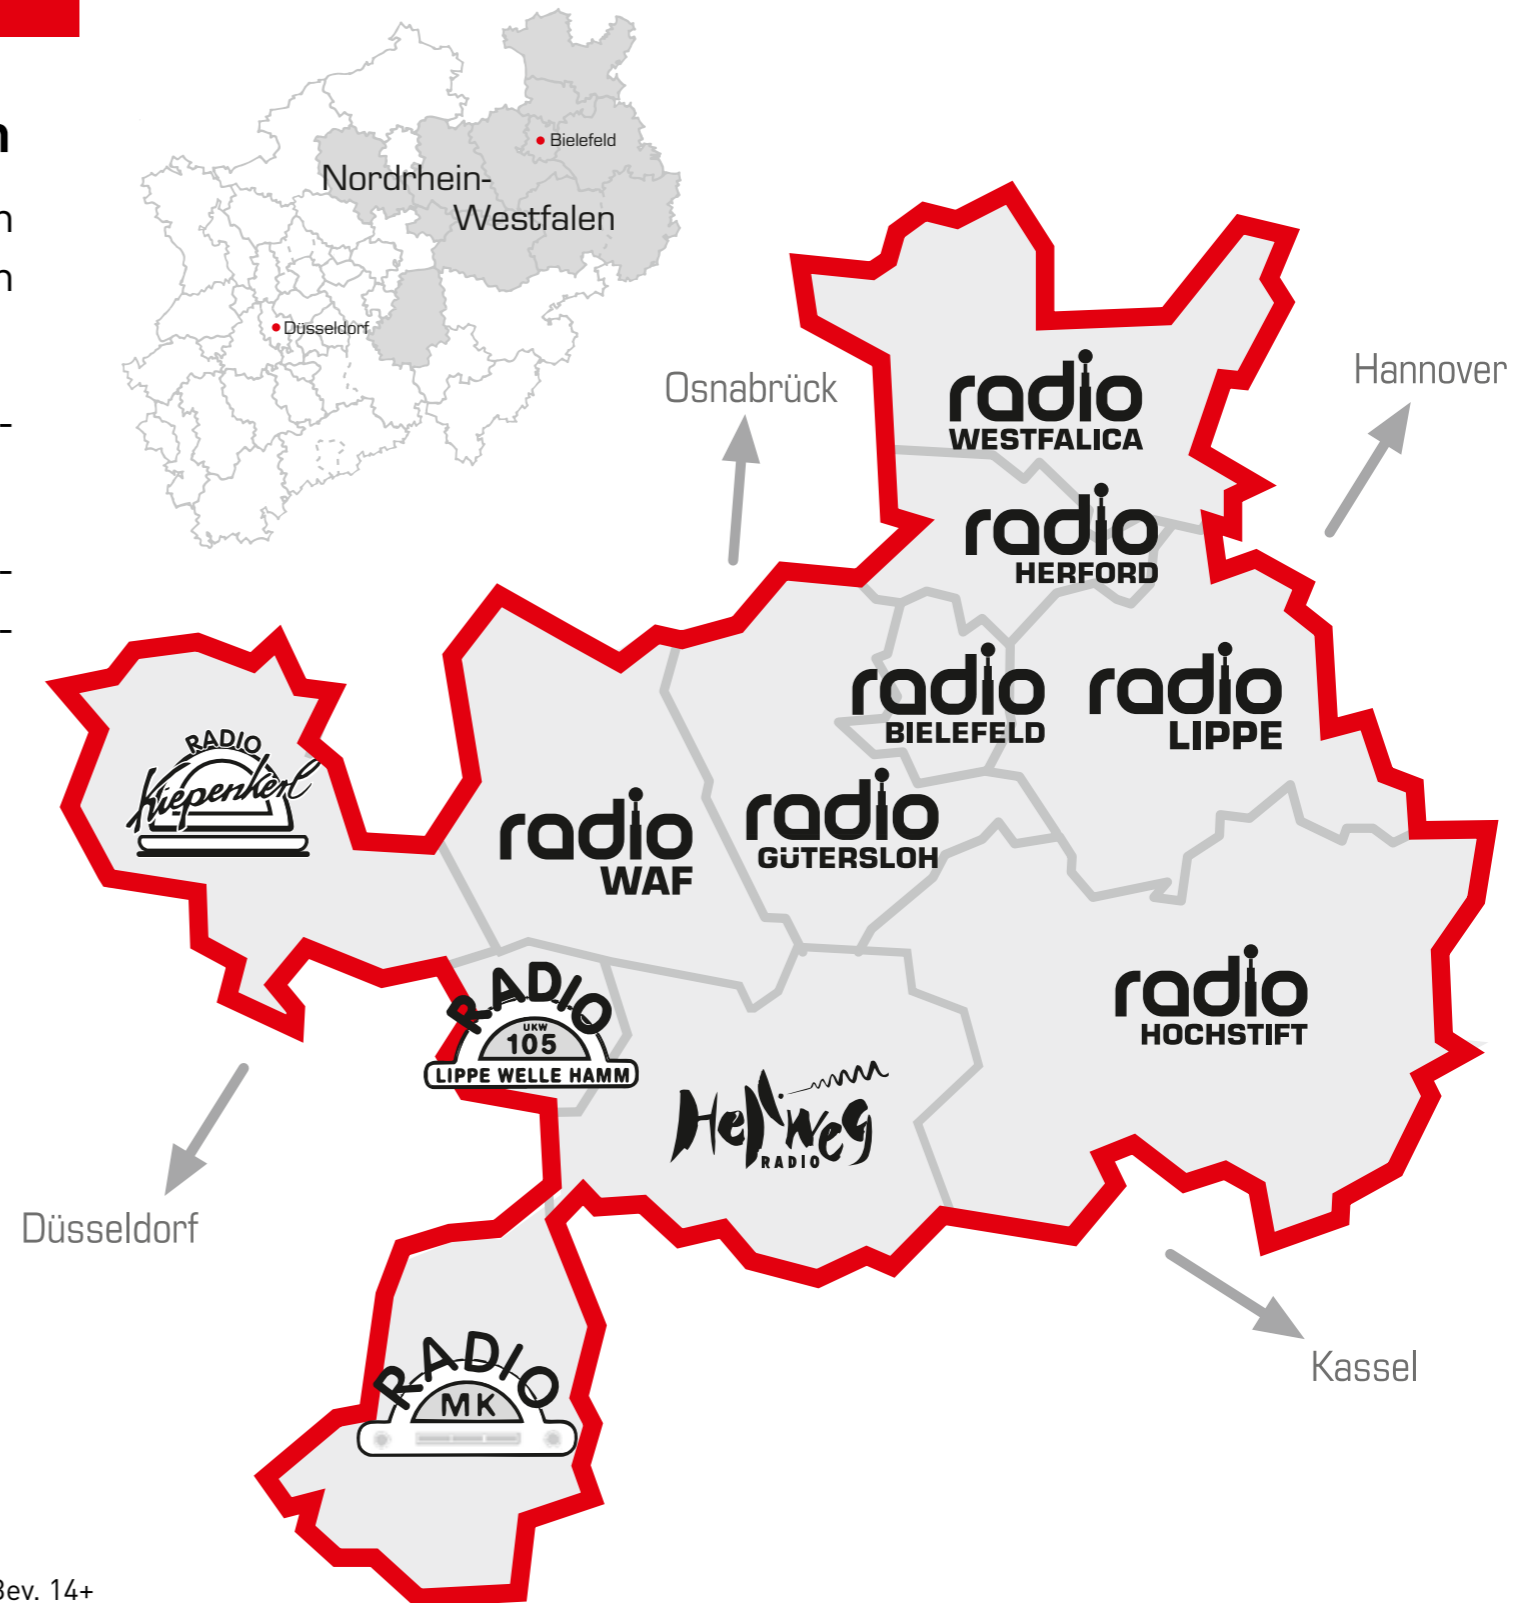 n
n
n
-
-
-
Bielefeld
Nordrhein-
Westfalen
Düsseldorf
Osnabrück
Hannover
radio
WESTFALICA
radio
HERFORD
radio
BIELEFELD
radio
LIPPE
RADIO
Kiepenkerl
radio
WAF
radio
GÜTERSLOH
radio
HOCHSTIFT
RADIO
UKW
105
LIPPE WELLE HAMM
Hellweg
RADIO
Düsseldorf
Kassel
RADIO
MK
Bev. 14+